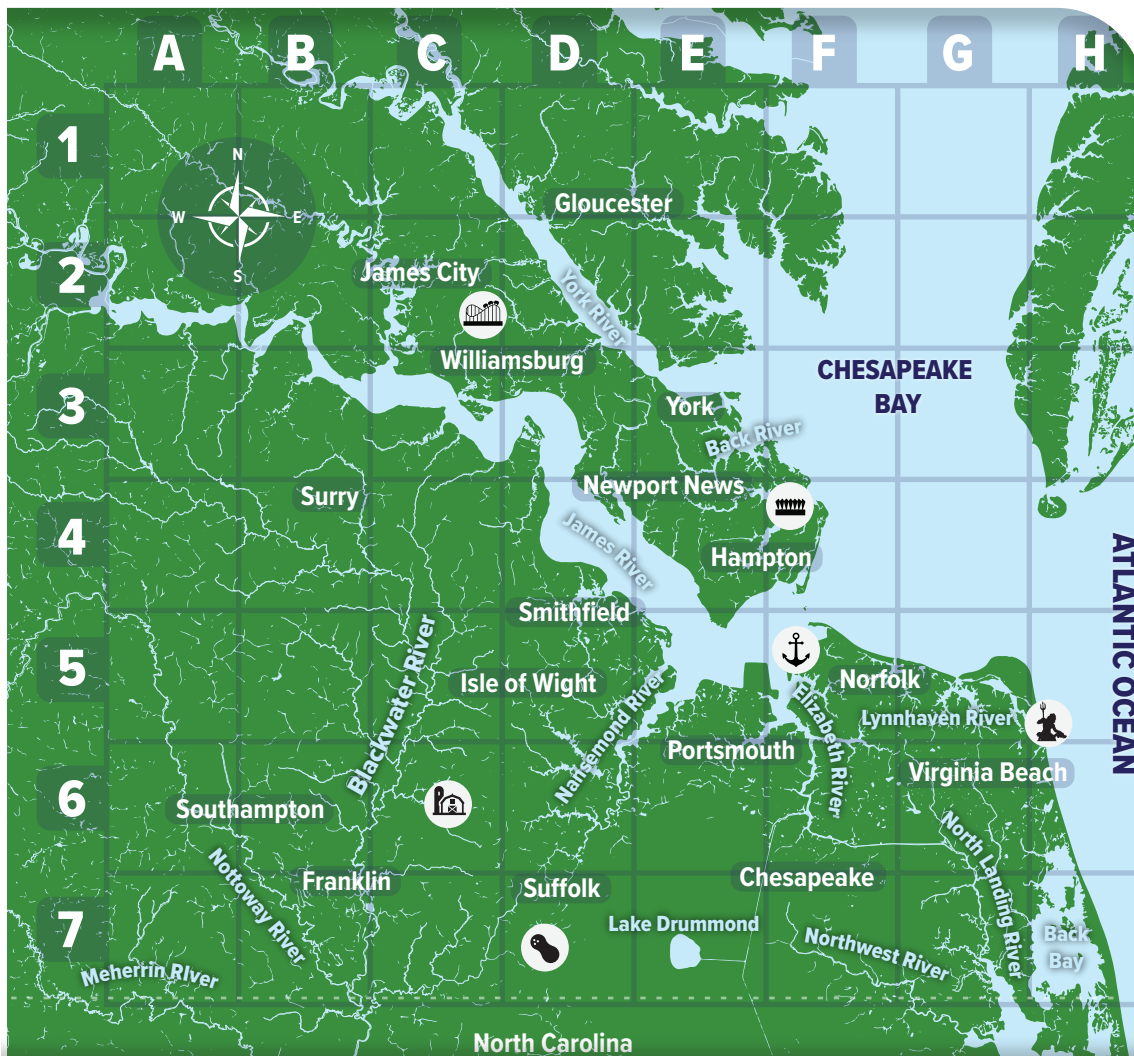 A B C D E F G H
1
N
W E
S
Gloucester
2
James City
York River
Williamsburg
CHESAPEAKE
BAY
3
York
Back River
Newport News
Surry
4
James River
Hampton
ATLANTIC OCEAN
Smithfield
5
Blackwater River
Isle of Wight
Nansemond River
Norfolk
Elizabeth River
Lynnhaven River
Portsmouth
Virginia Beach
6
Southampton
North Landing River
Nottoway River
Franklin
Suffolk
Chesapeake
7
Lake Drummond
Northwest River
Back
Bay
Meherrin RIver
North Carolina